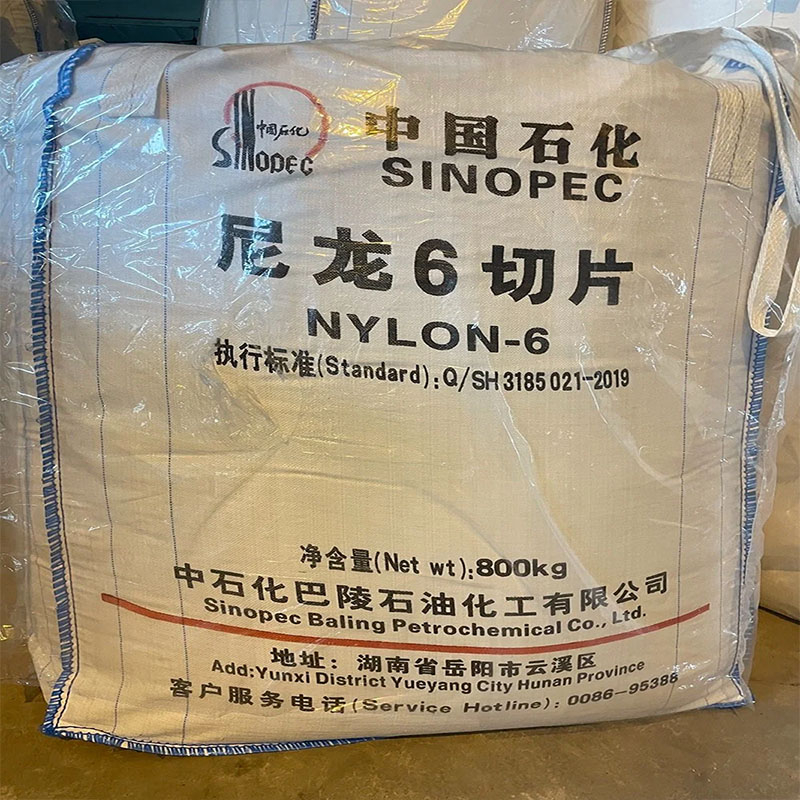 中国石化
SINOPEC
中国石化
SINOPEC
尼龙6切片
NYLON-6
执行标准(Standard):Q/SH 3185 021-2019
净含量(Net wt):800kg
中石化巴陵石油化工有限公司
Sinopec Baling Petrochemical Co., Ltd.
地址：湖南省岳阳市云溪区
Add:Yunxi District Yueyang City Hunan Province
客户服务电话(Service Hotline):0086-95388